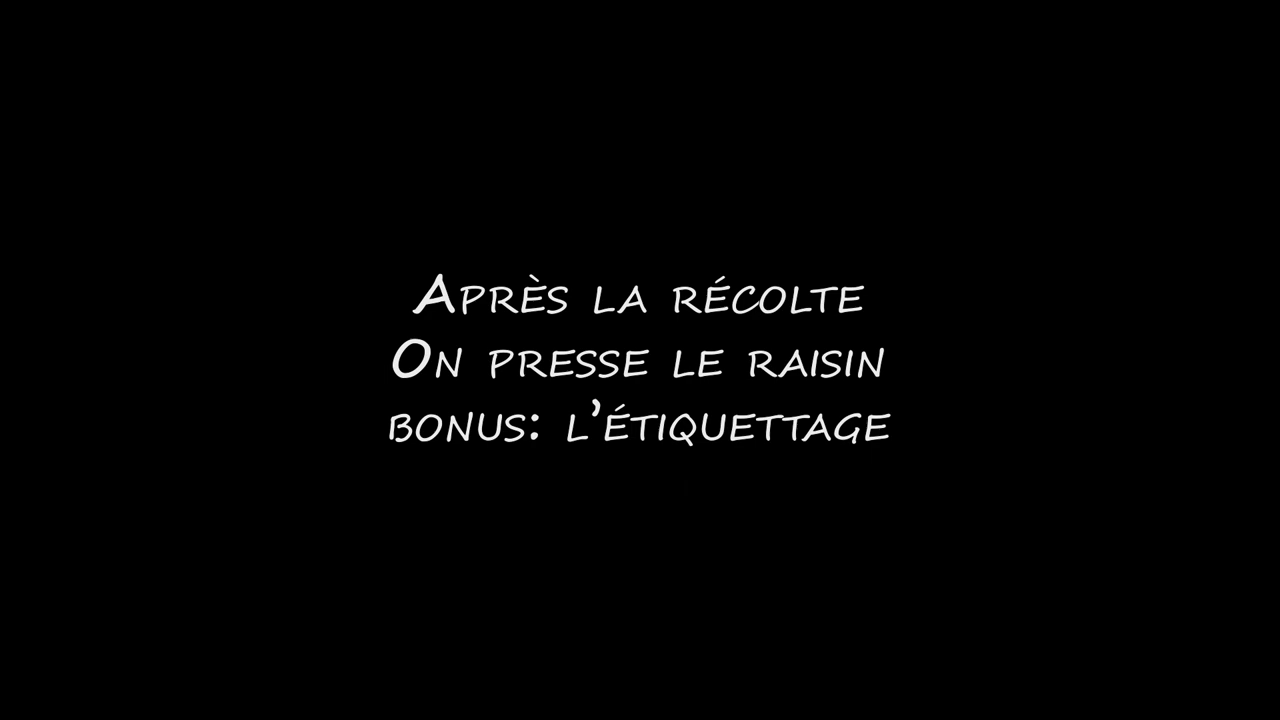 Après la récolte
On presse le raisin
bonus: l’étiquettage